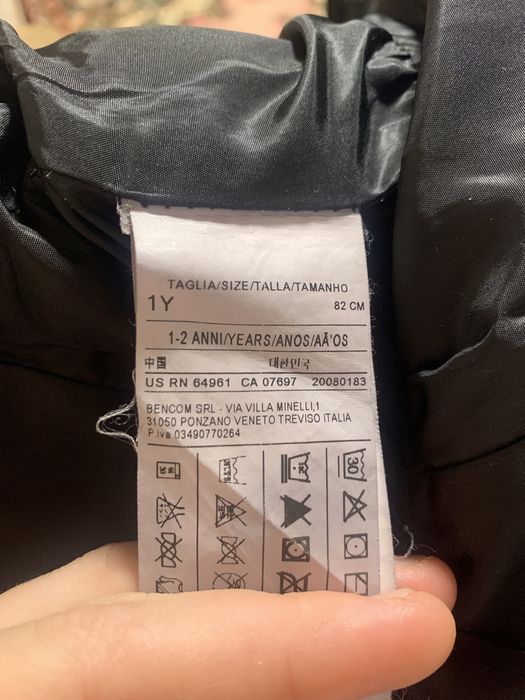 TAGLIA/SIZE/TALLA/TAMANHO
1Y 82 CM
1-2 ANNI/YEARS/ANOS/AÃ'OS
中国 대한민국
US RN 64961 CA 07697 20080183
BENCOM SRL - VIA VILLA MINELLI,1
31050 PONZANO VENETO TREVISO ITALIA
P.iva 03490770264
30